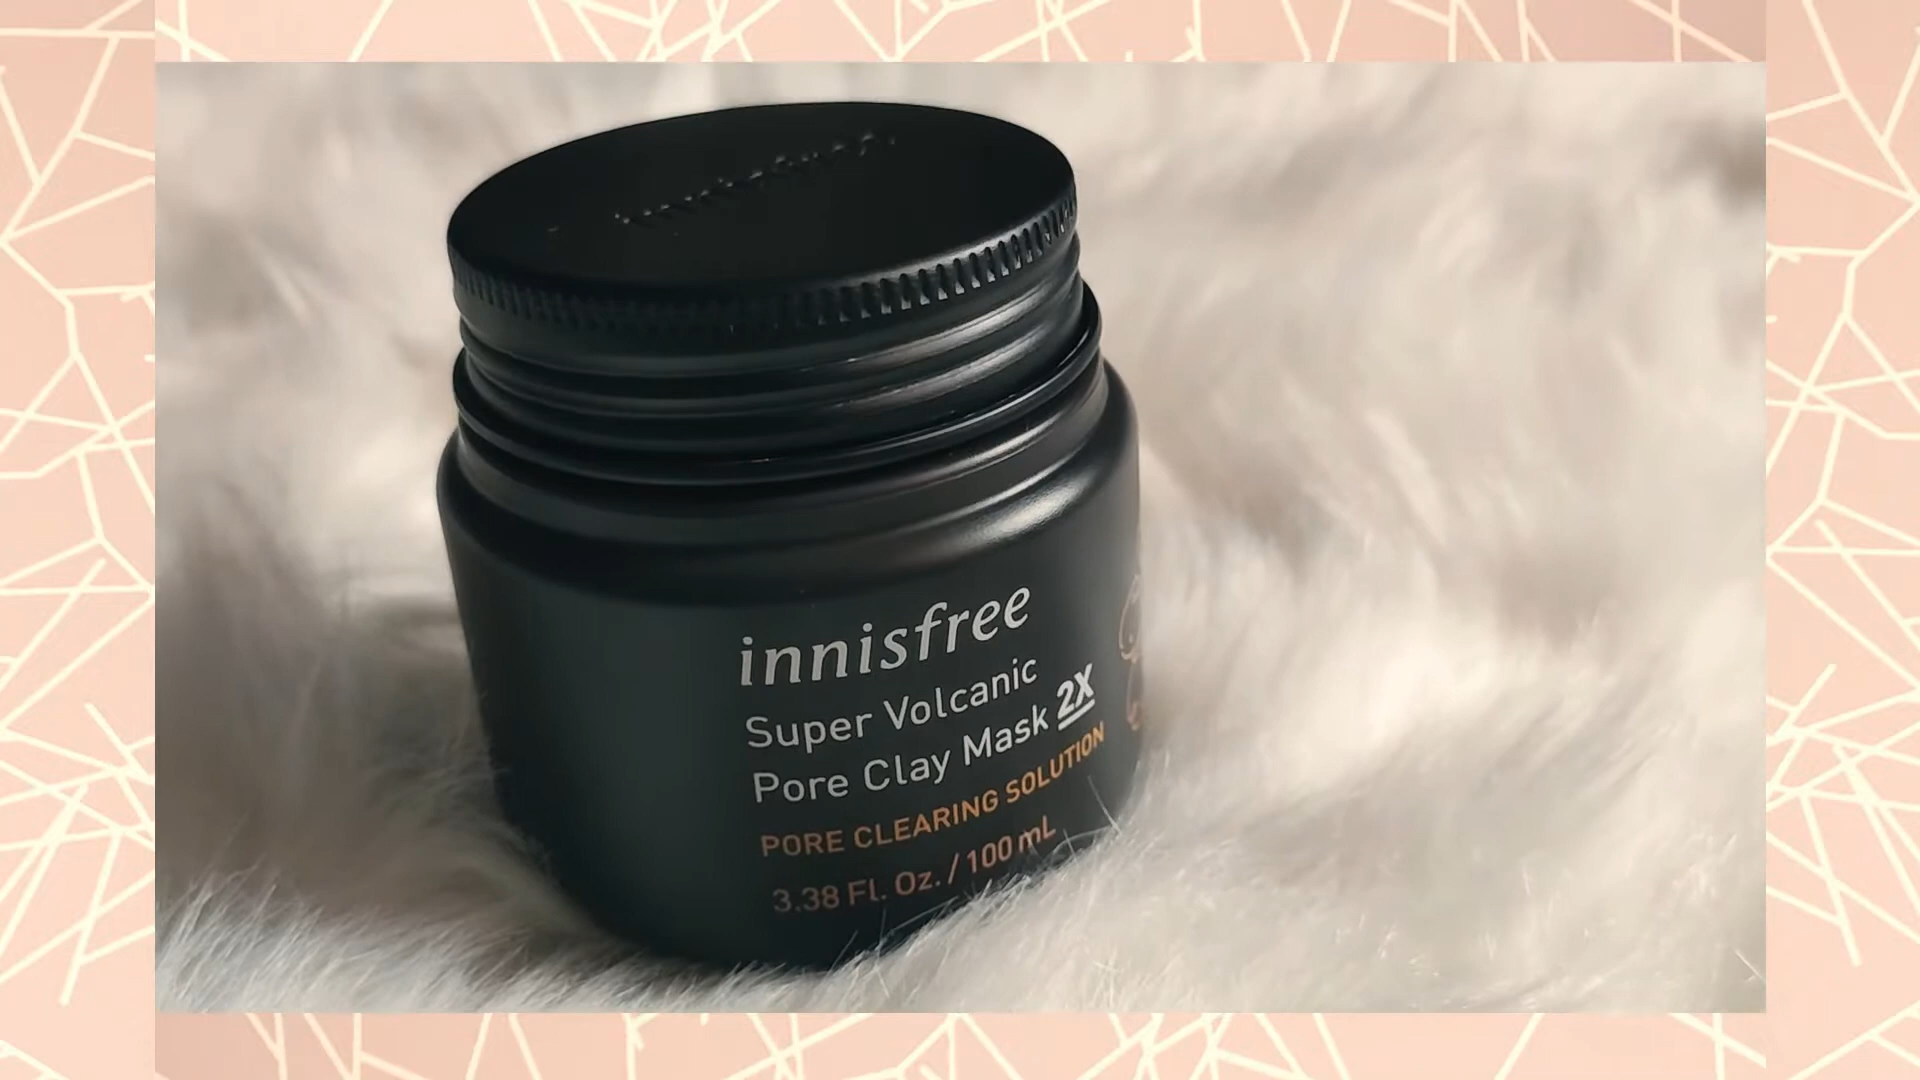 innisfree
Super Volcanic
Pore Clay Mask 2X
PORE CLEARING SOLUTION
3.38 Fl. Oz. / 100 mL